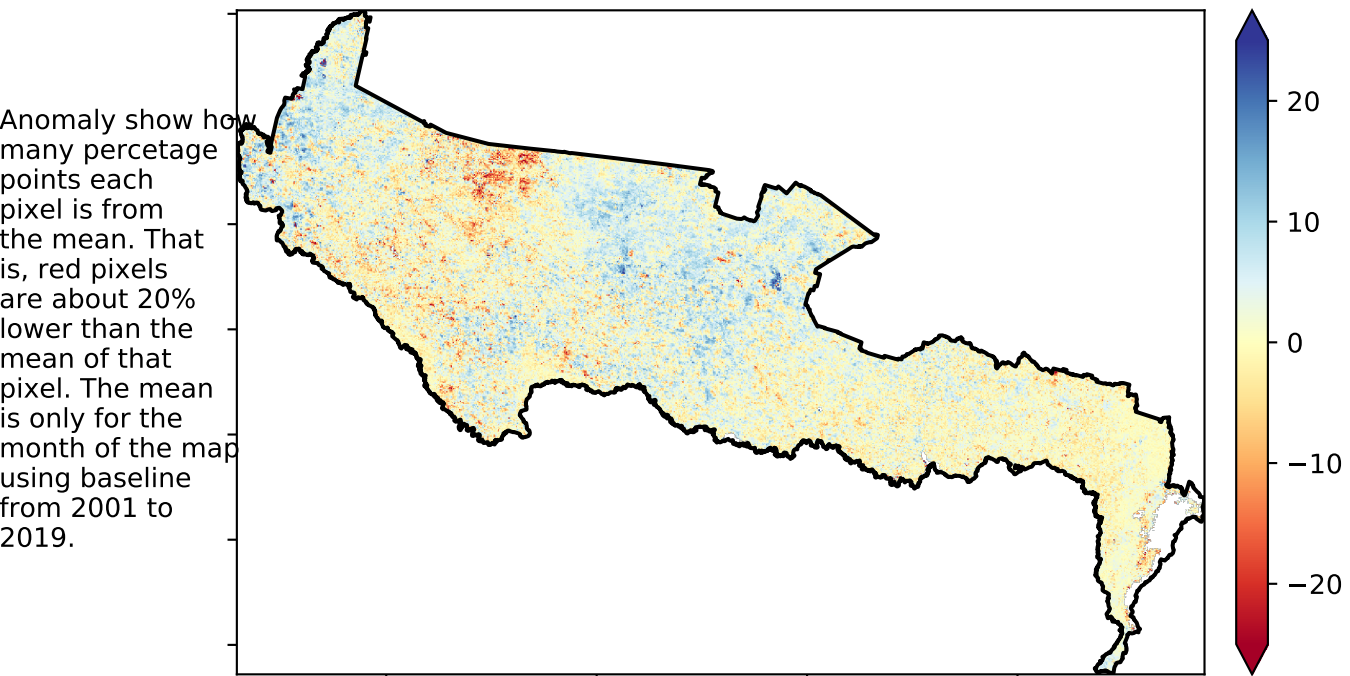 Anomaly show how
many percetage
points each
pixel is from
the mean. That
is, red pixels
are about 20%
lower than the
mean of that
pixel. The mean
is only for the
month of the map
using baseline
from 2001 to
2019.
20
10
0
−10
−20